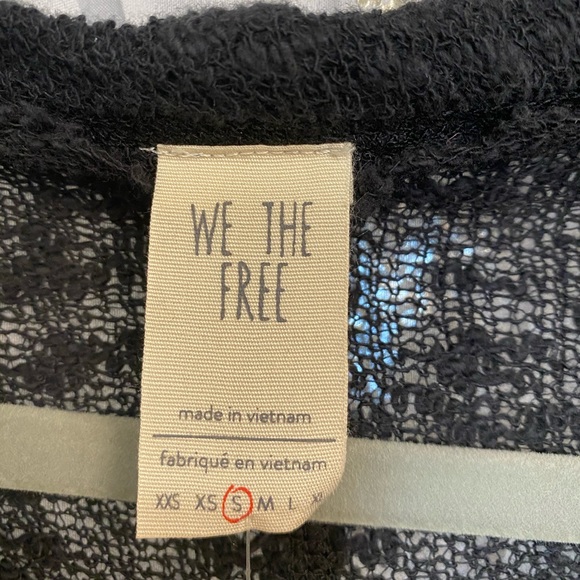 WE THE
FREE
made in vietnam
fabriqué en vietnam
XXS XS S M L